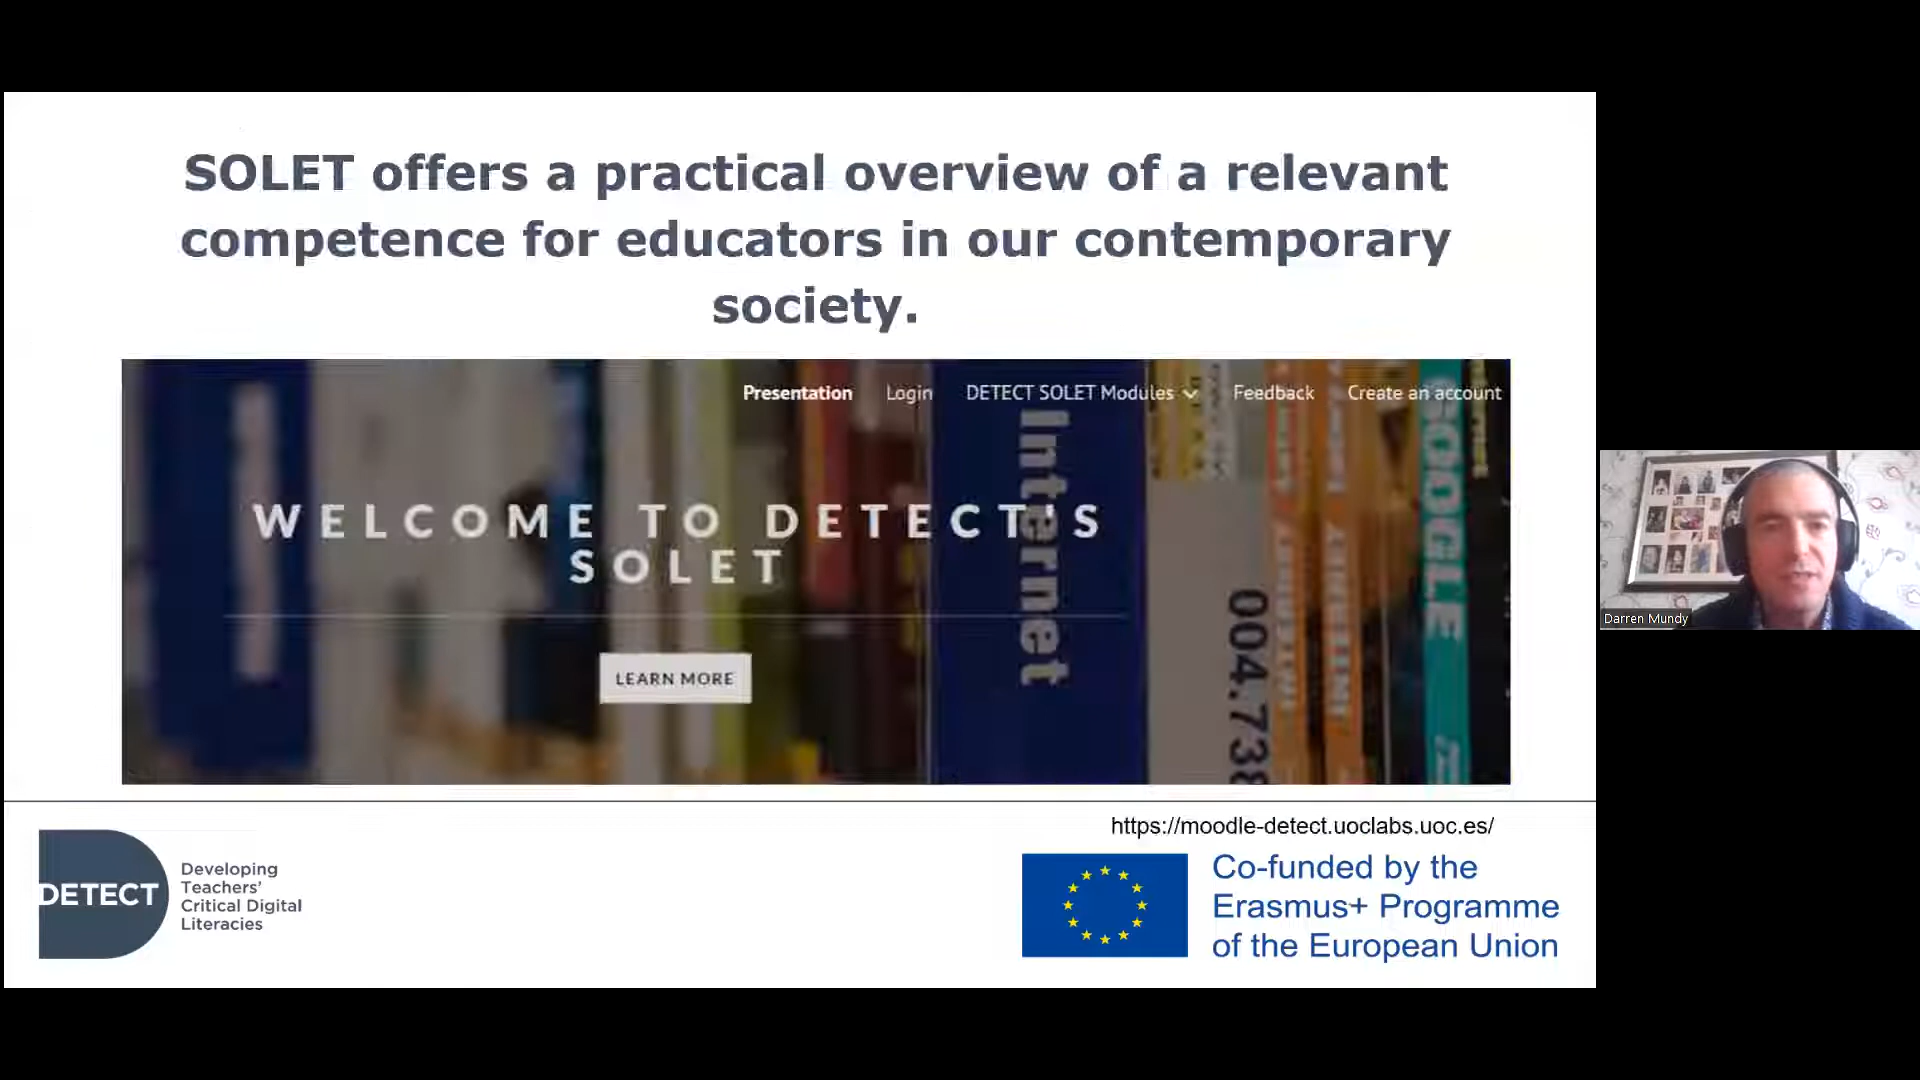 SOLET offers a practical overview of a relevant
competence for educators in our contemporary
society.
Presentation Login DETECT SOLET Modules Feedback Create an account
WELCOME TO DETECT'S
SOLET
LEARN MORE
Internet
004.738
GOOGLE
https://moodle-detect.uoclabs.uoc.es/
DETECT
Developing
Teachers'
Critical Digital
Literacies
Co-funded by the
Erasmus+ Programme
of the European Union
Darren Mundy